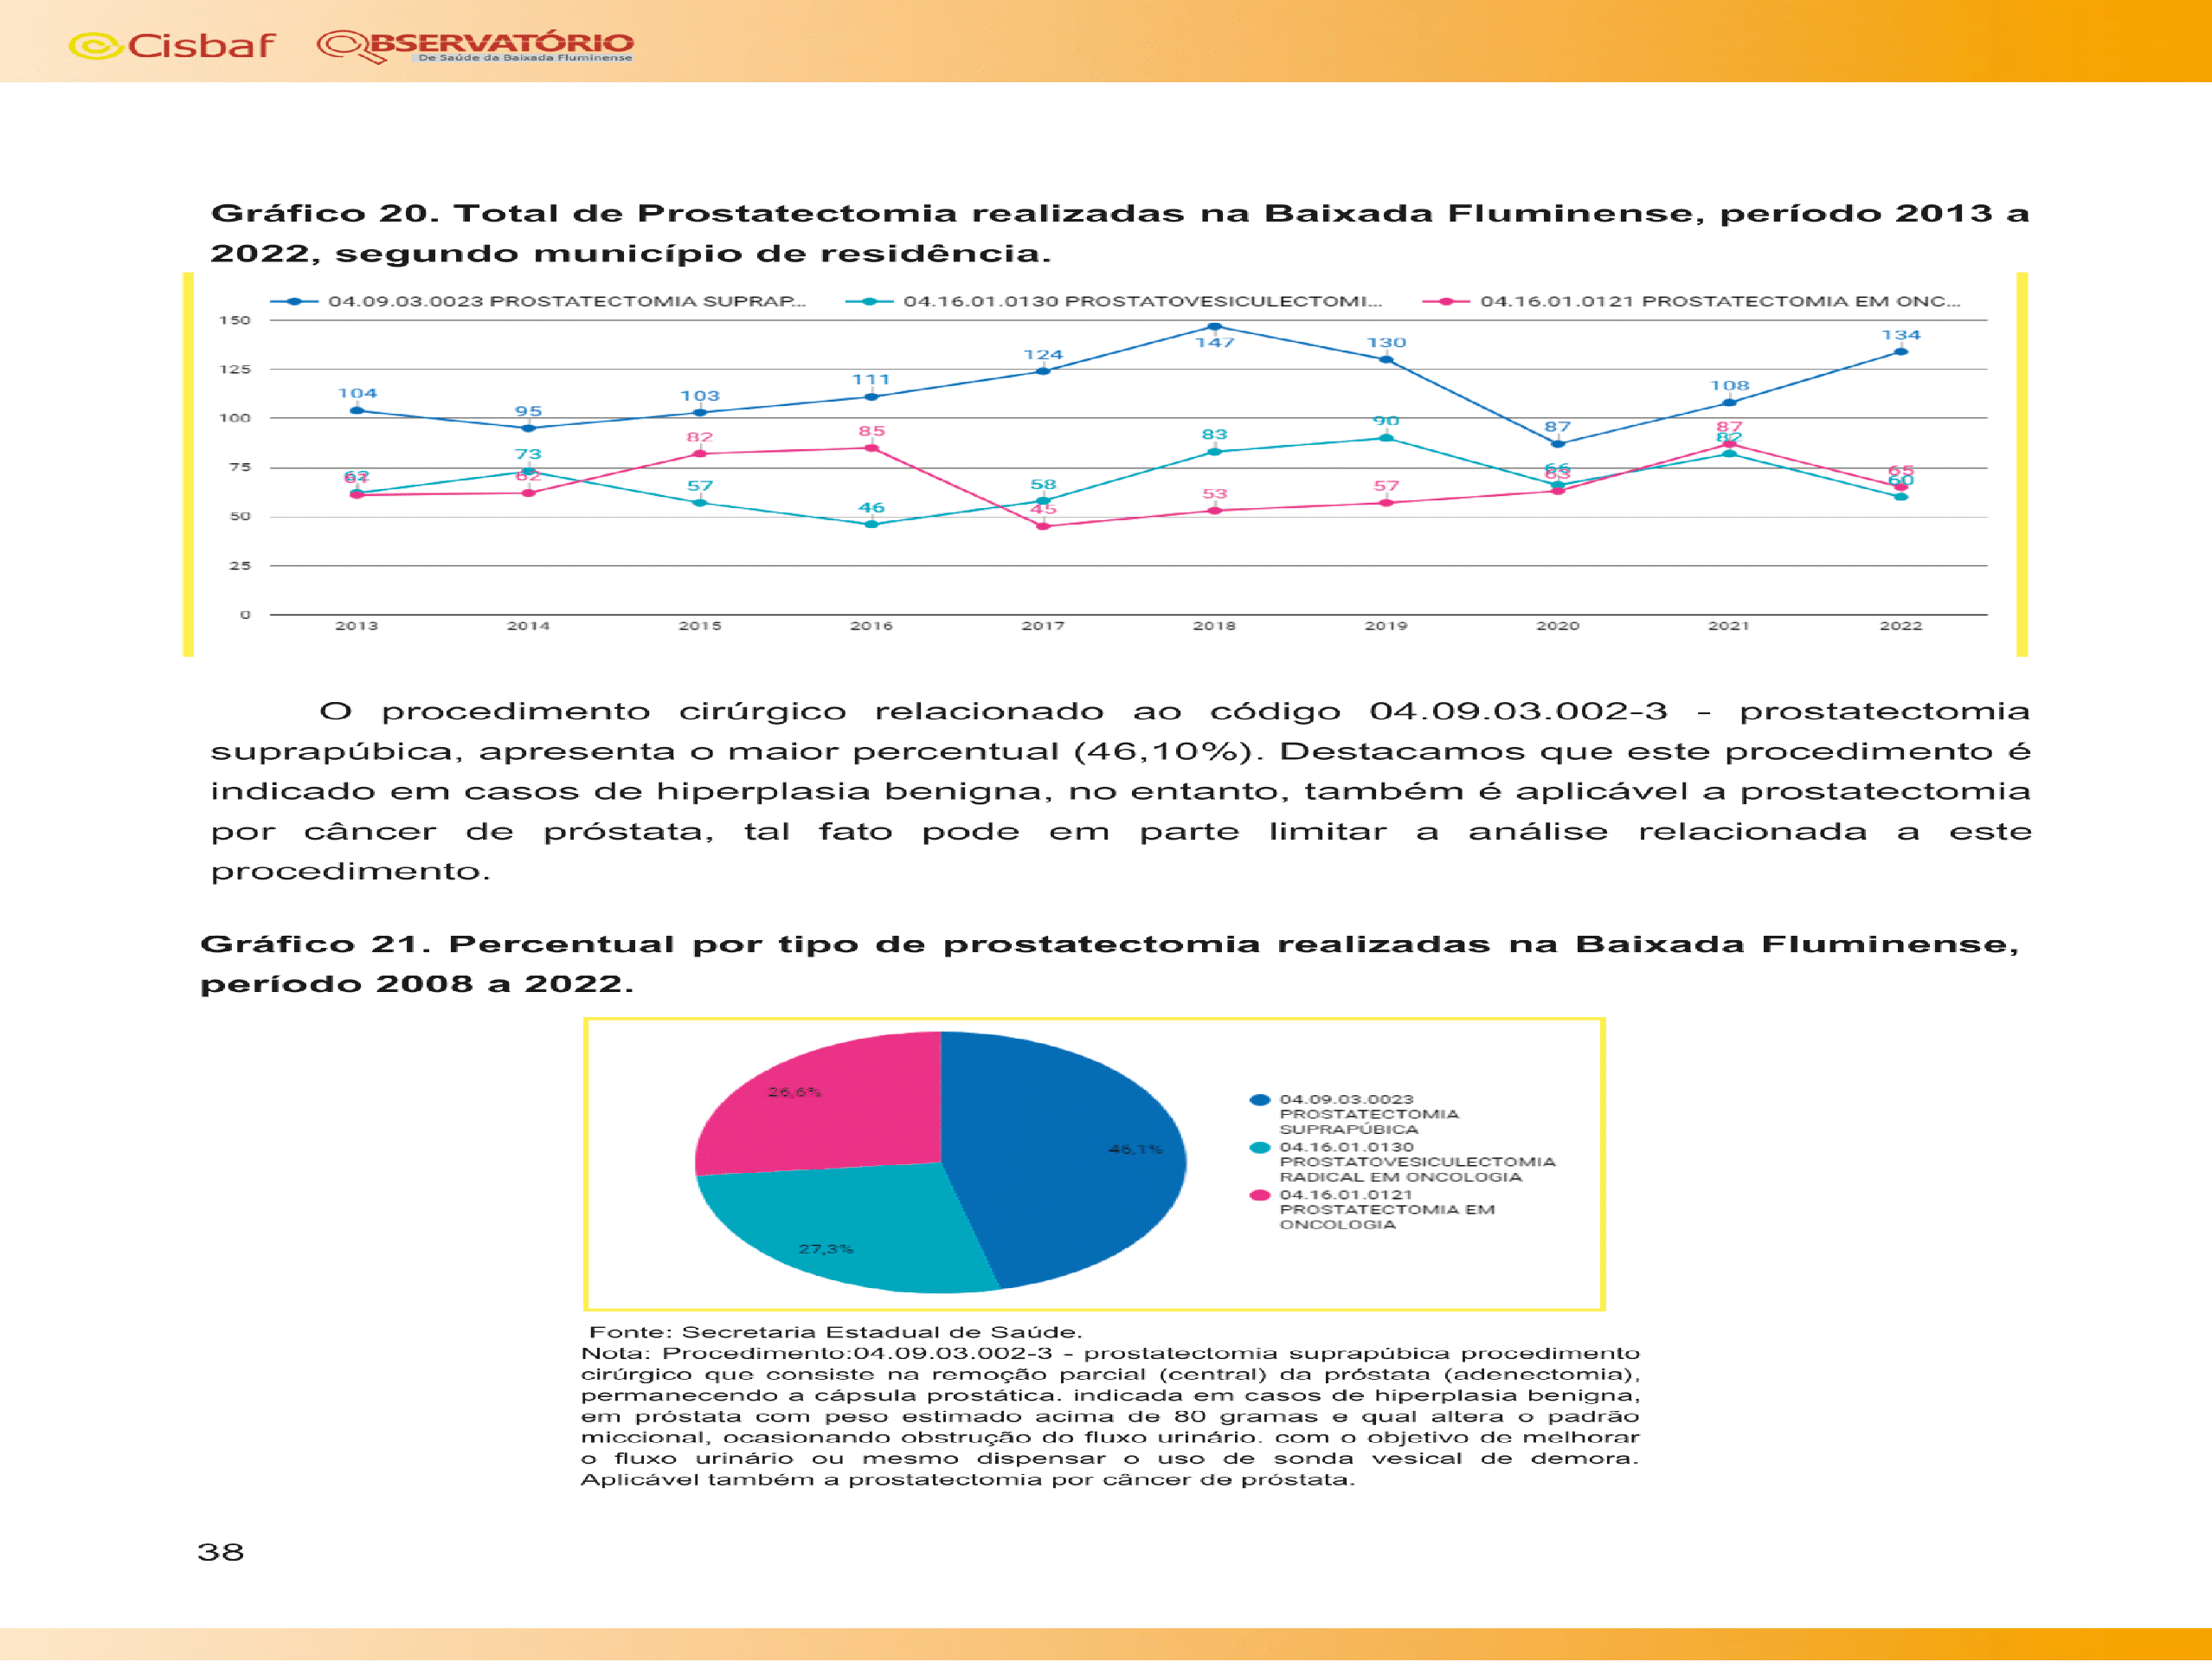 Cisbaf OBSERVATÓRIO
De Saúde da Baixada Fluminense
Gráfico 20. Total de Prostatectomia realizadas na Baixada Fluminense, período 2013 a
2022, segundo município de residência.
04.09.03.0023 PROSTATECTOMIA SUPRAP... 04.16.01.0130 PROSTATOVESICULECTOMI... 04.16.01.0121 PROSTATECTOMIA EM ONC...
150
125
100
75
50
25
0
104 95 103 111 124 147 130 87 108 134
62 73 57 46 58 83 90 66 82 60
61 62 82 85 45 53 57 63 87 65
2013 2014 2015 2016 2017 2018 2019 2020 2021 2022
O procedimento cirúrgico relacionado ao código 04.09.03.002-3 - prostatectomia
suprapúbica, apresenta o maior percentual (46,10%). Destacamos que este procedimento é
indicado em casos de hiperplasia benigna, no entanto, também é aplicável a prostatectomia
por câncer de próstata, tal fato pode em parte limitar a análise relacionada a este
procedimento.
Gráfico 21. Percentual por tipo de prostatectomia realizadas na Baixada Fluminense,
período 2008 a 2022.
26,6%
46,1%
27,3%
04.09.03.0023
PROSTATECTOMIA
SUPRAPÚBICA
04.16.01.0130
PROSTATOVESICULECTOMIA
RADICAL EM ONCOLOGIA
04.16.01.0121
PROSTATECTOMIA EM
ONCOLOGIA
Fonte: Secretaria Estadual de Saúde.
Nota: Procedimento:04.09.03.002-3 - prostatectomia suprapúbica procedimento
cirúrgico que consiste na remoção parcial (central) da próstata (adenectomia),
permanecendo a cápsula prostática. indicada em casos de hiperplasia benigna,
em próstata com peso estimado acima de 80 gramas e qual altera o padrão
miccional, ocasionando obstrução do fluxo urinário. com o objetivo de melhorar
o fluxo urinário ou mesmo dispensar o uso de sonda vesical de demora.
Aplicável também a prostatectomia por câncer de próstata.
38